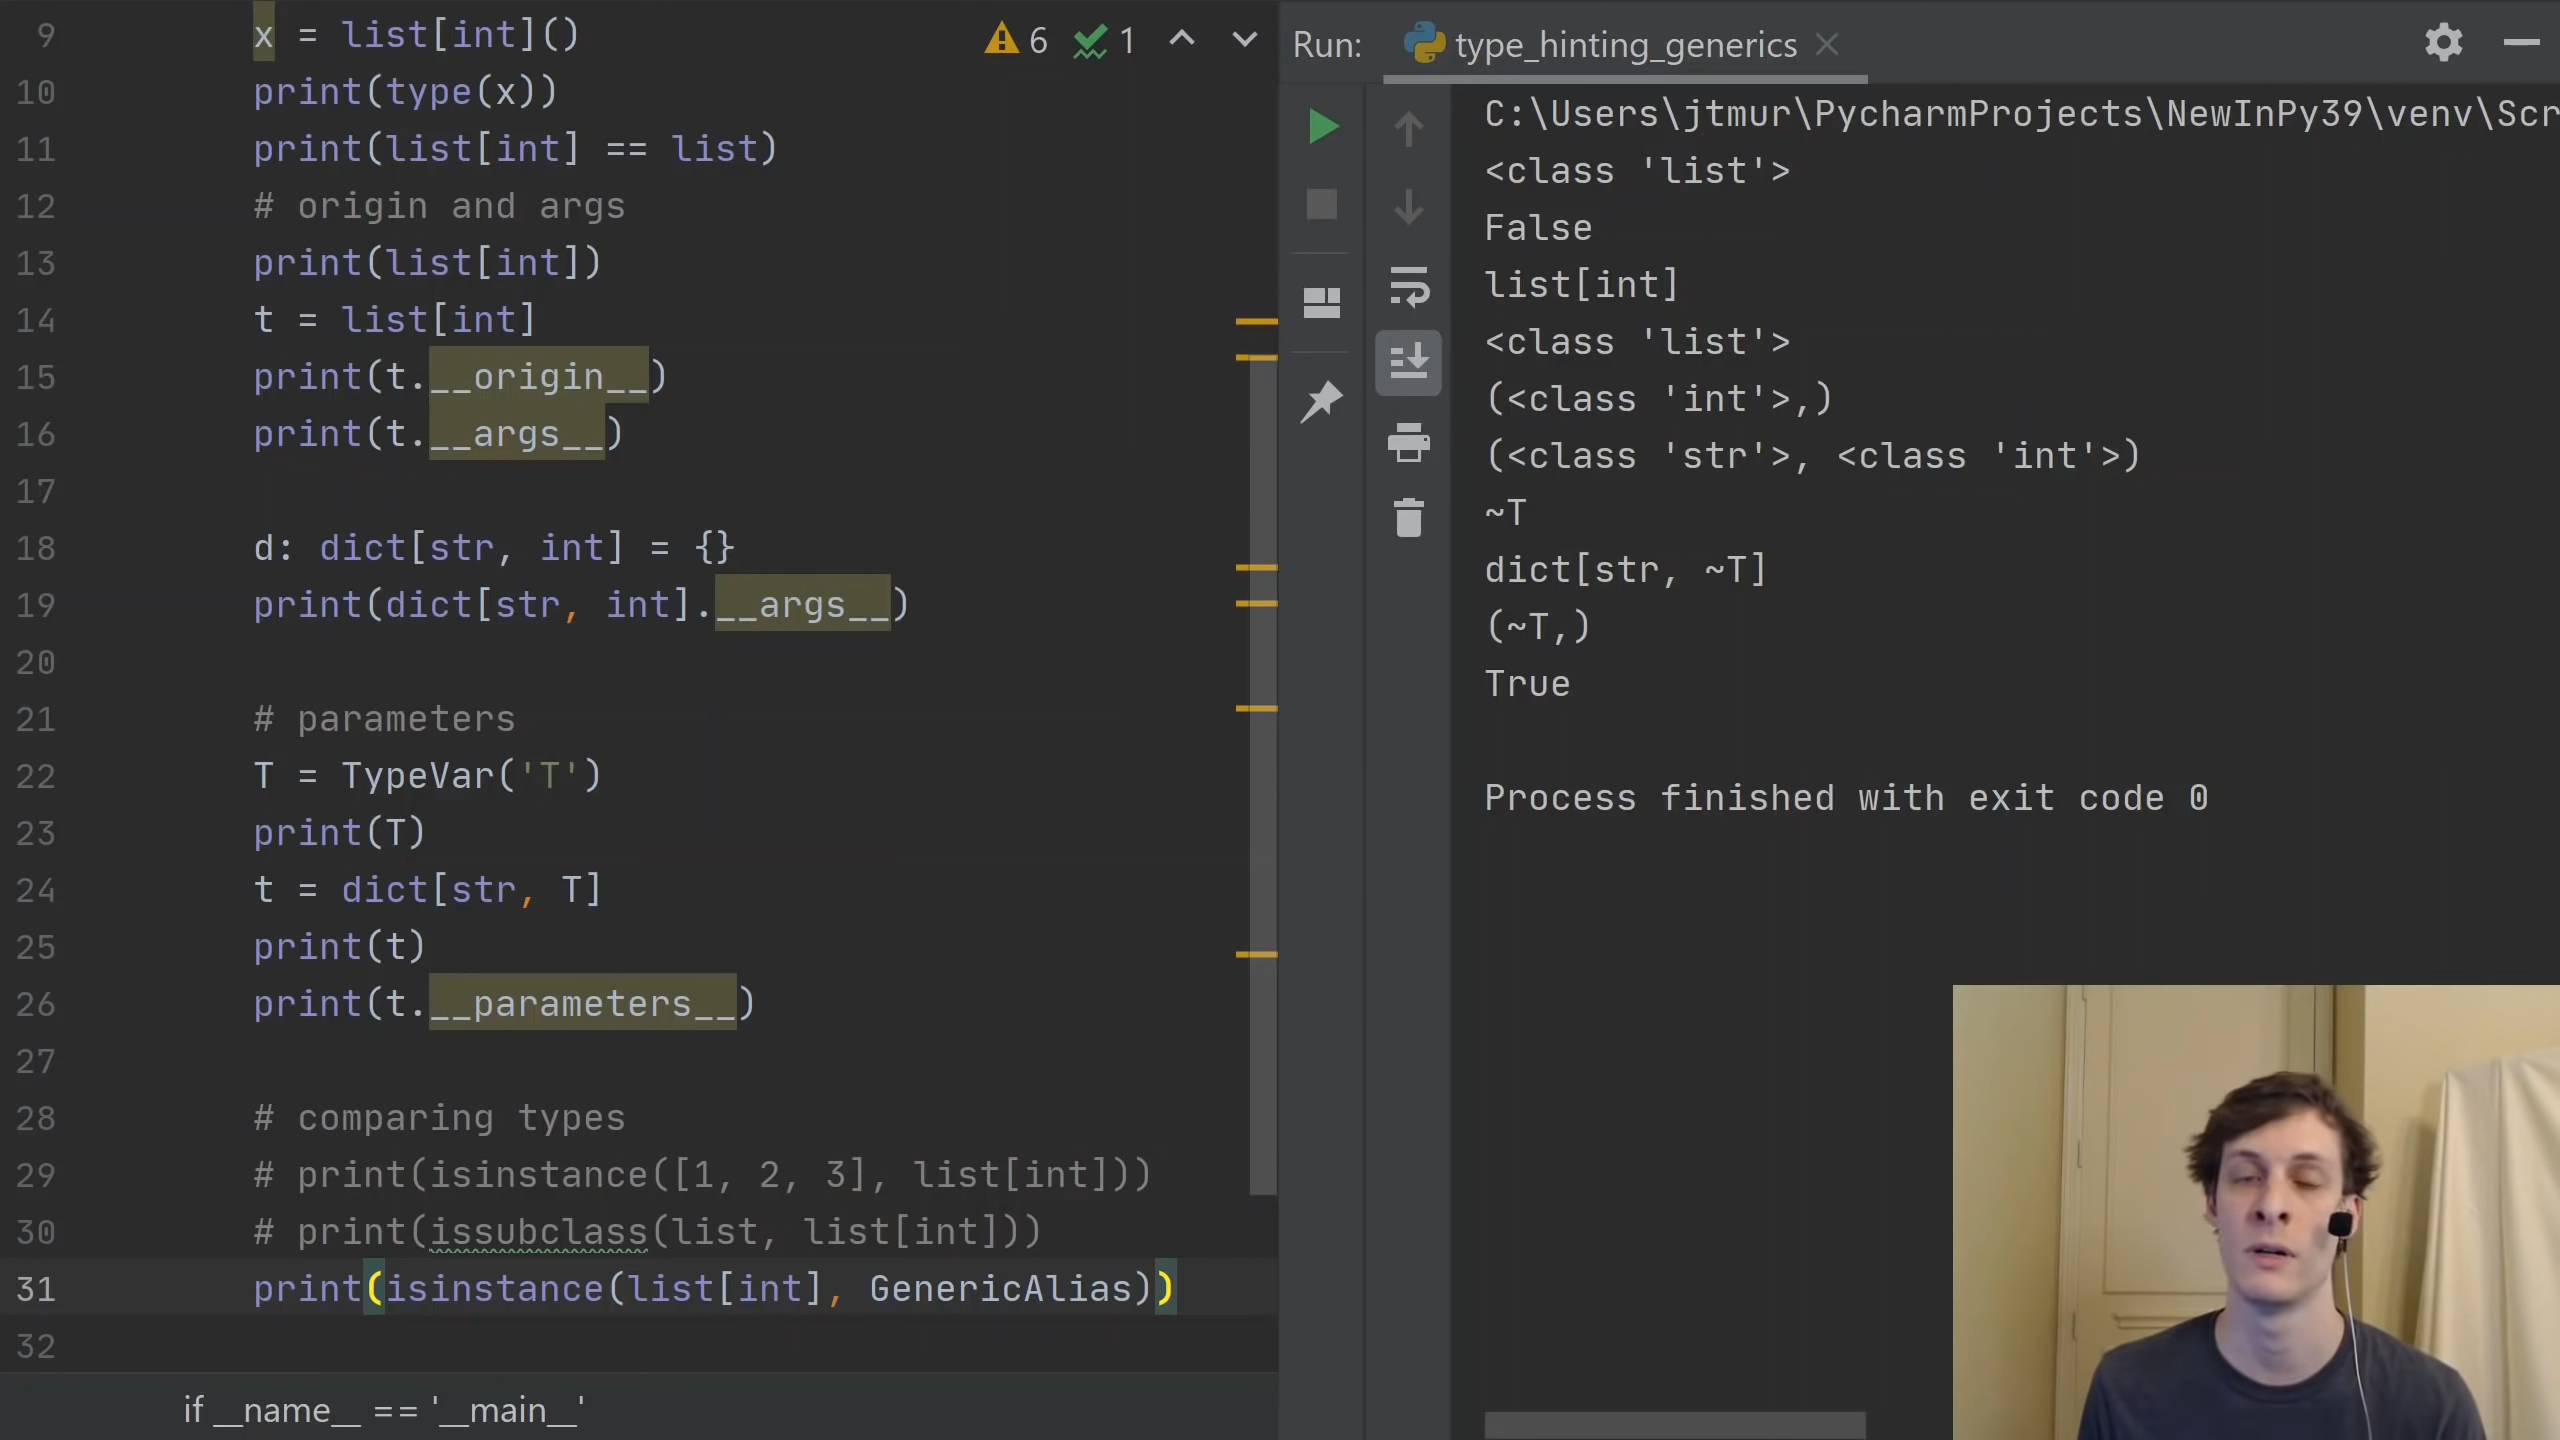 9 x = list[int]()
10 print(type(x))
11 print(list[int] == list)
12 # origin and args
13 print(list[int])
14 t = list[int]
15 print(t.__origin__)
16 print(t.__args__)
17
18 d: dict[str, int] = {}
19 print(dict[str, int].__args__)
20
21 # parameters
22 T = TypeVar('T')
23 print(T)
24 t = dict[str, T]
25 print(t)
26 print(t.__parameters__)
27
28 # comparing types
29 # print(isinstance([1, 2, 3], list[int]))
30 # print(issubclass(list, list[int]))
31 print(isinstance(list[int], GenericAlias))
32
if __name__ == '__main__'
6 1
Run: type_hinting_generics
C:\Users\jtmur\PycharmProjects\NewInPy39\venv\Scr
<class 'list'>
False
list[int]
<class 'list'>
(<class 'int'>,)
(<class 'str'>, <class 'int'>)
~T
dict[str, ~T]
(~T,)
True
Process finished with exit code 0